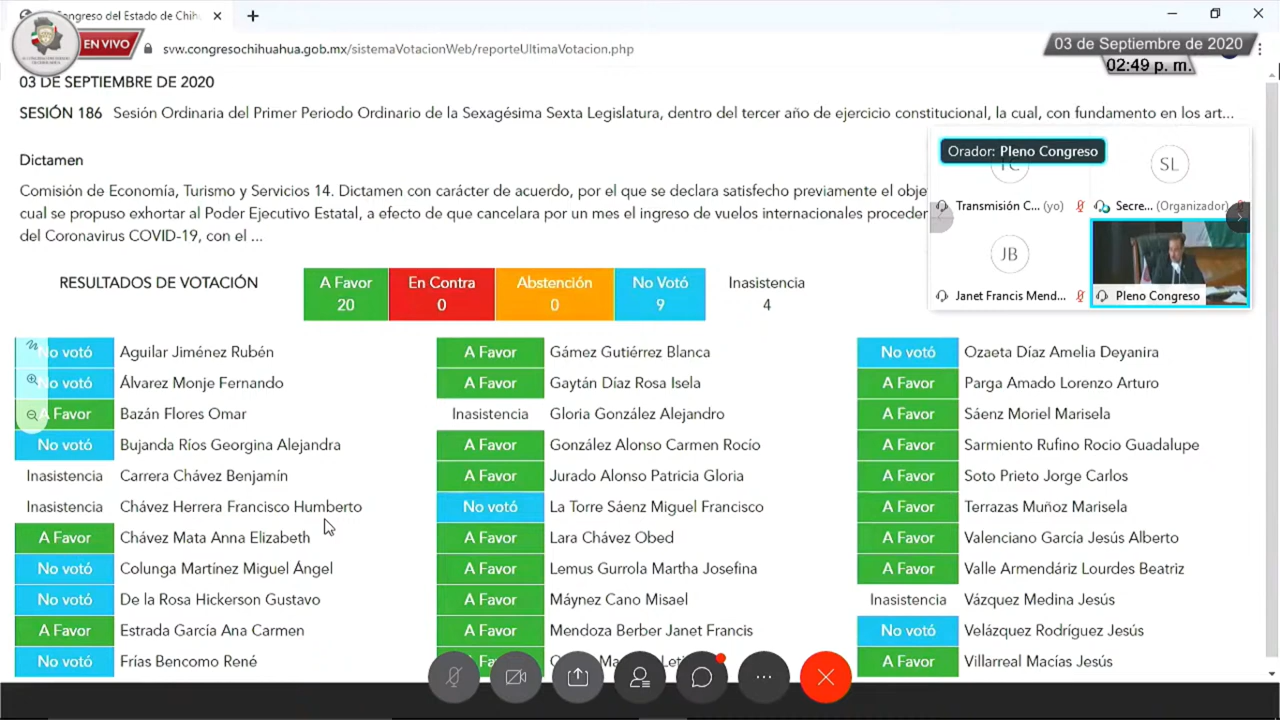 Congreso del Estado de Chih
EN VIVO
svw.congresochihuahua.gob.mx/sistemaVotacionWeb/reporteUltimaVotacion.php
03 de Septiembre de 2020
02:49 p. m.
03 DE SEPTIEMBRE DE 2020
SESIÓN 186 Sesión Ordinaria del Primer Periodo Ordinario de la Sexagésima Sexta Legislatura, dentro del tercer año de ejercicio constitucional, la cual, con fundamento en los art...
Dictamen
Comisión de Economía, Turismo y Servicios 14. Dictamen con carácter de acuerdo, por el que se declara satisfecho previamente el obje
cual se propuso exhortar al Poder Ejecutivo Estatal, a efecto de que cancelara por un mes el ingreso de vuelos internacionales proceder
del Coronavirus COVID-19, con el ...
Orador: Pleno Congreso
TC
SL
Transmisión C... (yo)
Secre... (Organizador)
JB
Janet Francis Mend...
Pleno Congreso
RESULTADOS DE VOTACIÓN
A Favor 20
En Contra 0
Abstención 0
No Votó 9
Inasistencia 4
No votó Aguilar Jiménez Rubén
No votó Álvarez Monje Fernando
A Favor Bazán Flores Omar
No votó Bujanda Ríos Georgina Alejandra
Inasistencia Carrera Chávez Benjamín
Inasistencia Chávez Herrera Francisco Humberto
A Favor Chávez Mata Anna Elizabeth
No votó Colunga Martínez Miguel Ángel
No votó De la Rosa Hickerson Gustavo
A Favor Estrada García Ana Carmen
No votó Frías Bencomo René
A Favor Gámez Gutiérrez Blanca
A Favor Gaytán Díaz Rosa Isela
Inasistencia Gloria González Alejandro
A Favor González Alonso Carmen Rocío
A Favor Jurado Alonso Patricia Gloria
No votó La Torre Sáenz Miguel Francisco
A Favor Lara Chávez Obed
A Favor Lemus Gurrola Martha Josefina
A Favor Máynez Cano Misael
A Favor Mendoza Berber Janet Francis
No votó Ozaeta Díaz Amelia Deyanira
A Favor Parga Amado Lorenzo Arturo
A Favor Sáenz Moriel Marisela
A Favor Sarmiento Rufino Rocio Guadalupe
A Favor Soto Prieto Jorge Carlos
A Favor Terrazas Muñoz Marisela
A Favor Valenciano García Jesús Alberto
A Favor Valle Armendáriz Lourdes Beatriz
Inasistencia Vázquez Medina Jesús
No votó Velázquez Rodríguez Jesús
A Favor Villarreal Macías Jesús